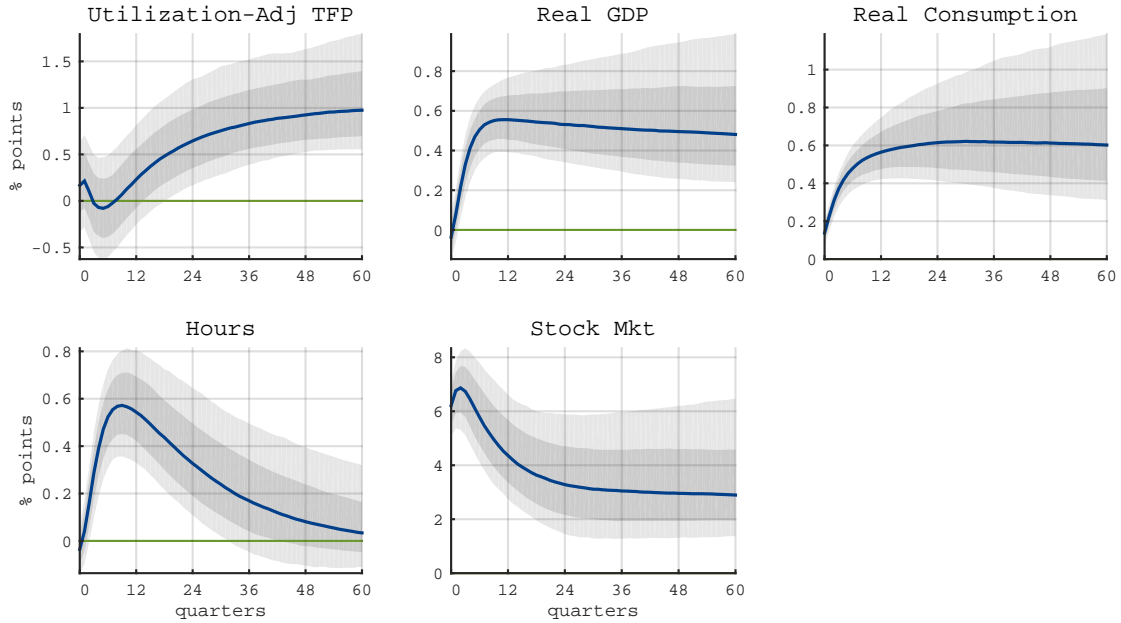 Utilization-Adj TFP
Real GDP
Real Consumption
% points
1.5
1
0.5
0
-0.5
0 12 24 36 48 60
0.8
0.6
0.4
0.2
0
0 12 24 36 48 60
1
0.8
0.6
0.4
0.2
0
0 12 24 36 48 60
Hours
Stock Mkt
% points
0.8
0.6
0.4
0.2
0
0 12 24 36 48 60
quarters
8
6
4
2
0
0 12 24 36 48 60
quarters